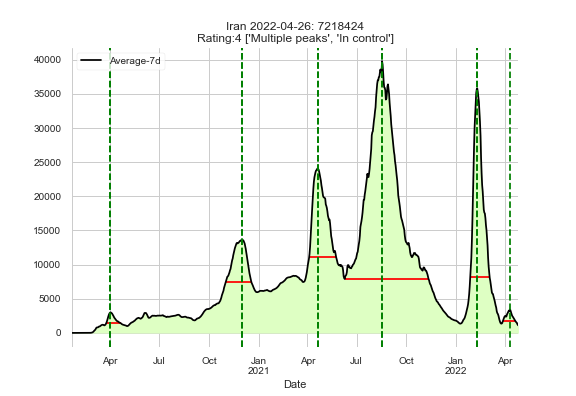 Iran 2022-04-26: 7218424
Rating:4 ['Multiple peaks', 'In control']
Average-7d
40000
35000
30000
25000
20000
15000
10000
5000
0
Apr Jul Oct Jan Apr Jul Oct Jan Apr
2021 2022
Date